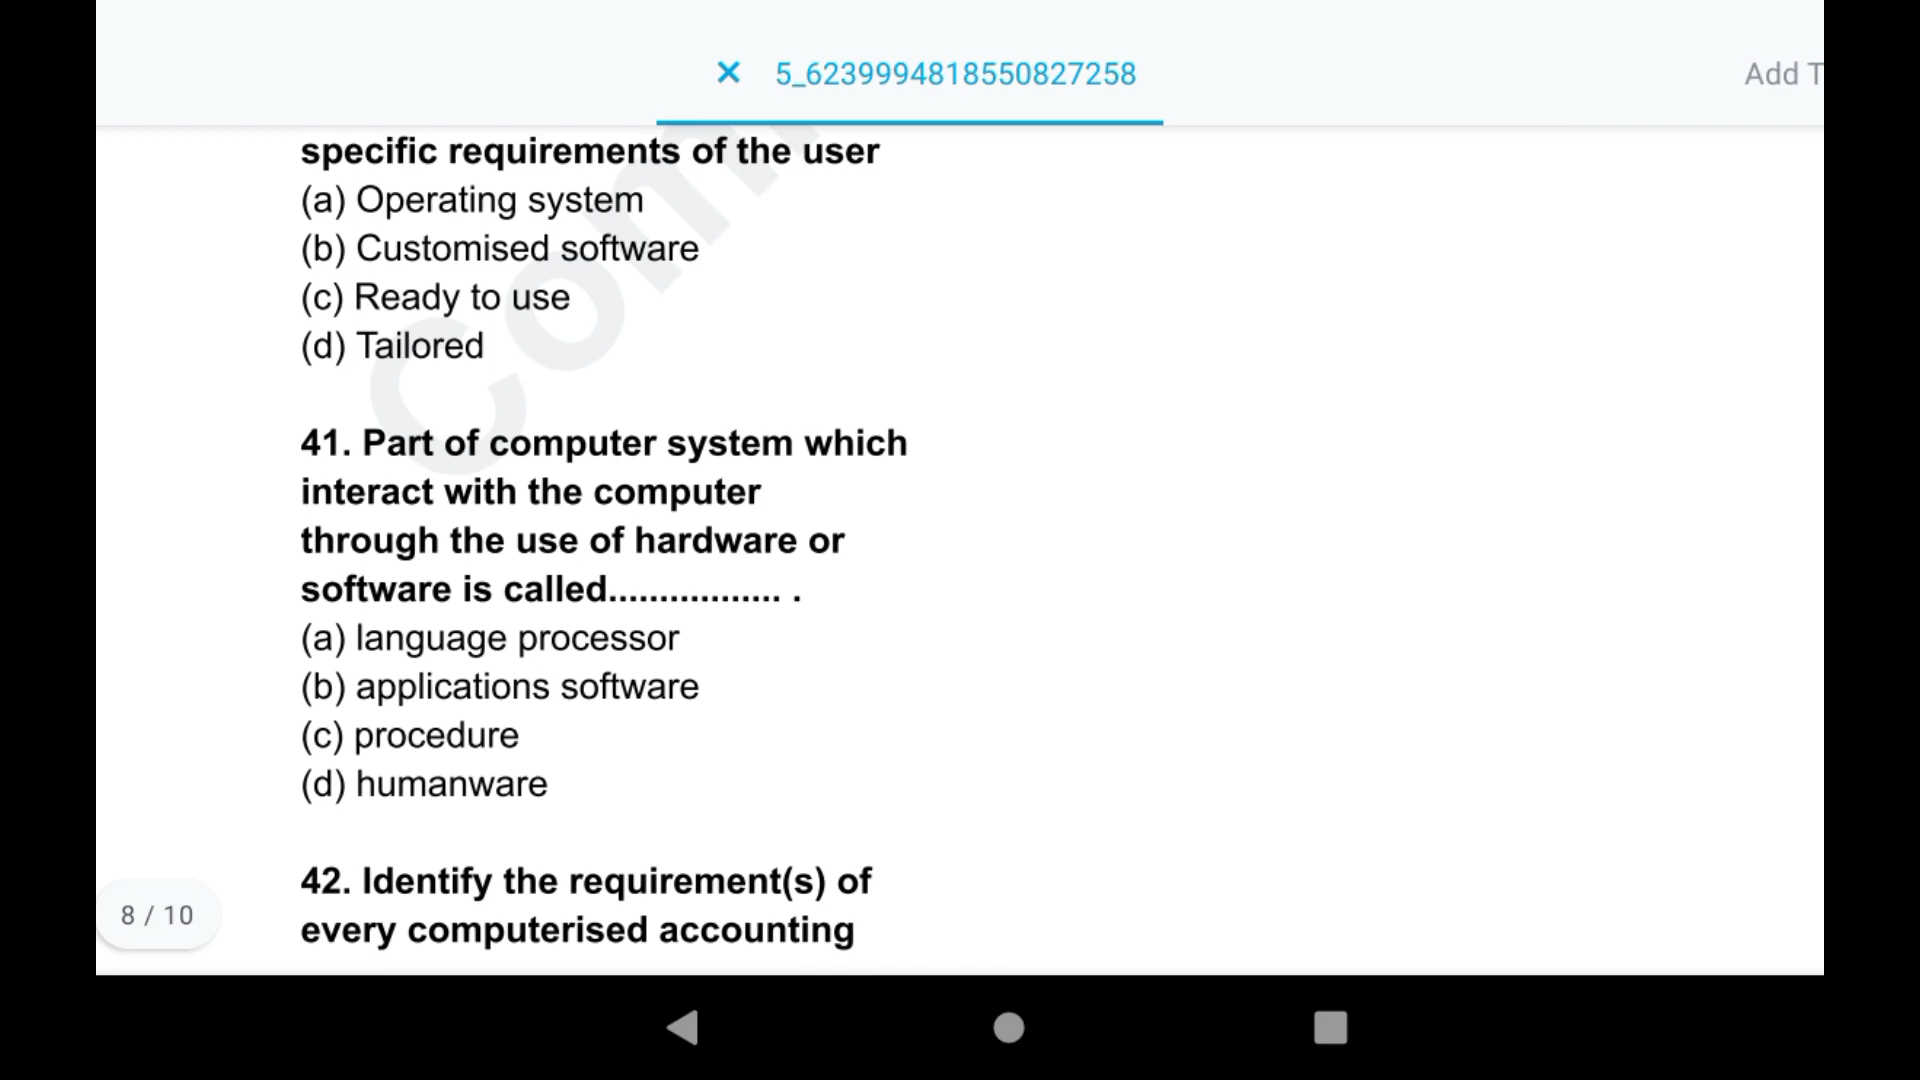 5_6239994818550827258
Add T
specific requirements of the user
(a) Operating system
(b) Customised software
(c) Ready to use
(d) Tailored
41. Part of computer system which
interact with the computer
through the use of hardware or
software is called................. .
(a) language processor
(b) applications software
(c) procedure
(d) humanware
42. Identify the requirement(s) of
every computerised accounting
8 / 10
Com